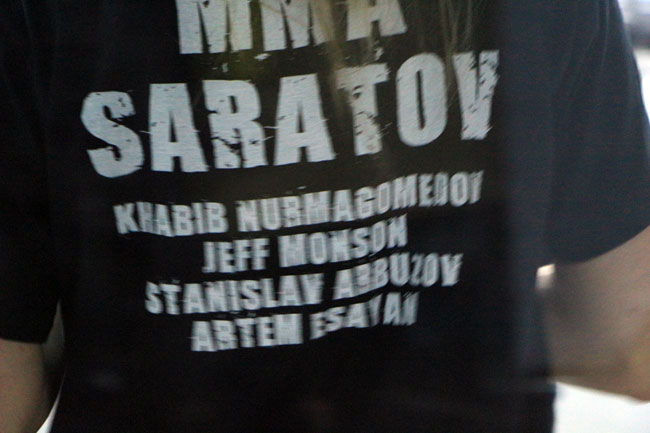 MMA
SARATOV
KHABIB NURMAGOMEDOV
JEFF MONSON
STANISLAV ABBUZOV
ARTEM ESAYAN